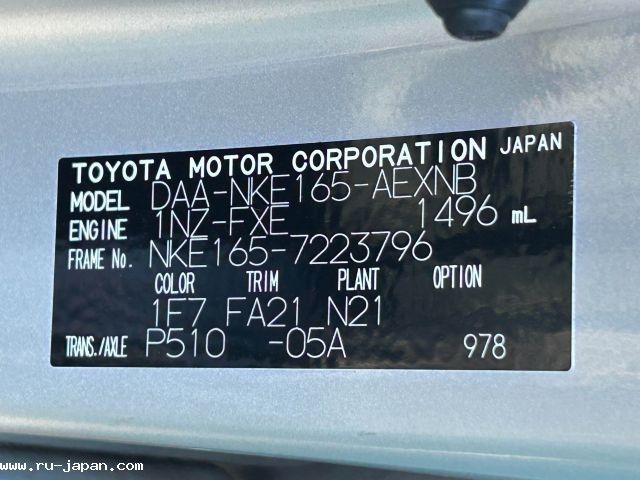 TOYOTA MOTOR CORPORATION JAPAN
MODEL DAA-NKE165-AEXNB
ENGINE 1NZ-FXE 1496 mL
FRAME No. NKE165-7223796
COLOR TRIM PLANT OPTION
1F7 FA21 N21
TRANS./AXLE P510 -05A 978
www.ru-japan.com